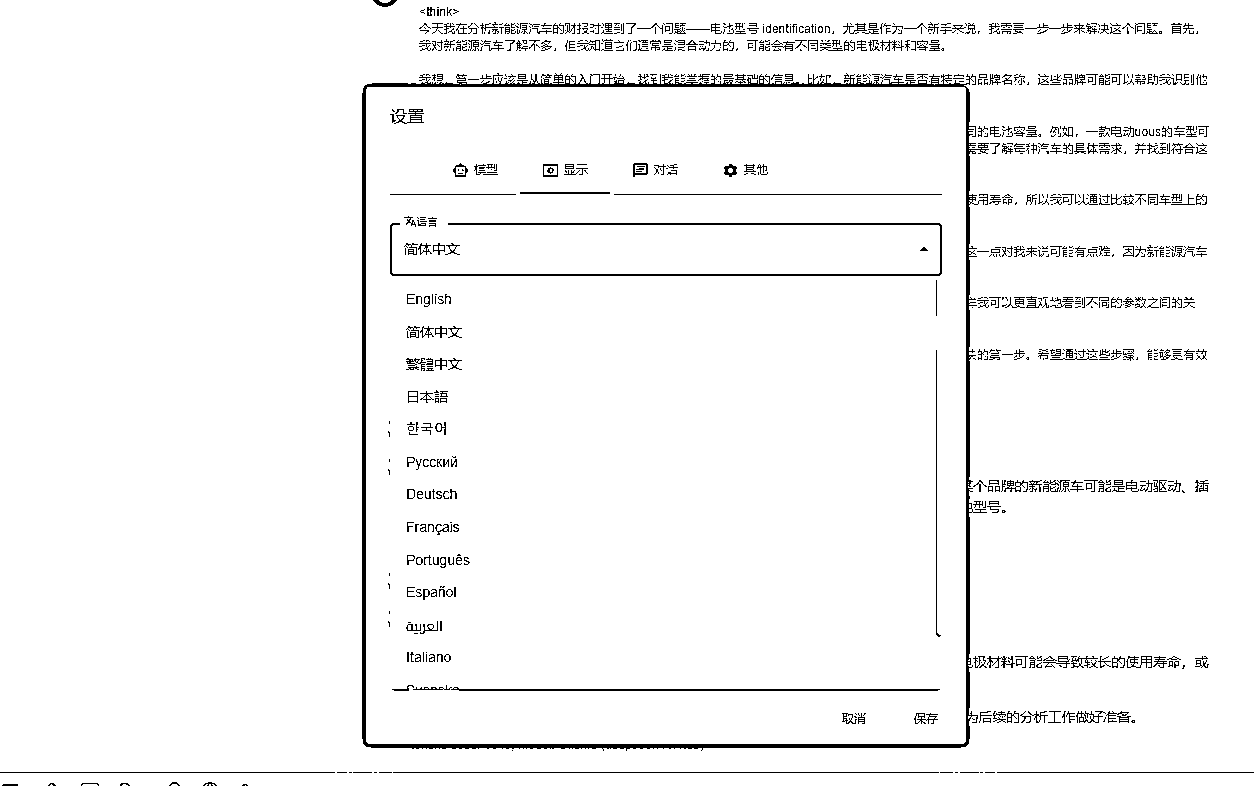 <think>
今天我在分析新能源汽车的财报时遇到了一个问题——电池型号 identification，尤其是作为一个新手来说，我需要一步一步来解决这个问题。首先，
我对新能源汽车了解不多，但我知道它们通常是混合动力的，可能会有不同类型的电极材料和容量。
我想，第一步应该是从简单的入门开始，找到我能掌握的最基础的信息。比如，新能源汽车是否有特定的品牌名称，这些品牌可能可以帮助我识别他
设置
同的电池容量。例如，一款电动uous的车型可
需要了解每种汽车的具体需求，并找到符合这
模型 显示 对话 其他
使用寿命，所以我可以通过比较不同车型上的
语言
简体中文
这一点对我来说可能有点难，因为新能源汽车
English
我可以更直观地看到不同的参数之间的关
简体中文
的第一步。希望通过这些步骤，能够更有效
繁體中文
日本語
한국어
Русский
个品牌的新能源车可能是电动驱动、插
Deutsch
型号。
Français
Português
Español
العربية
Italiano
极材料可能会导致较长的使用寿命，或
Svenska
取消 保存
为后续的分析工作做好准备。